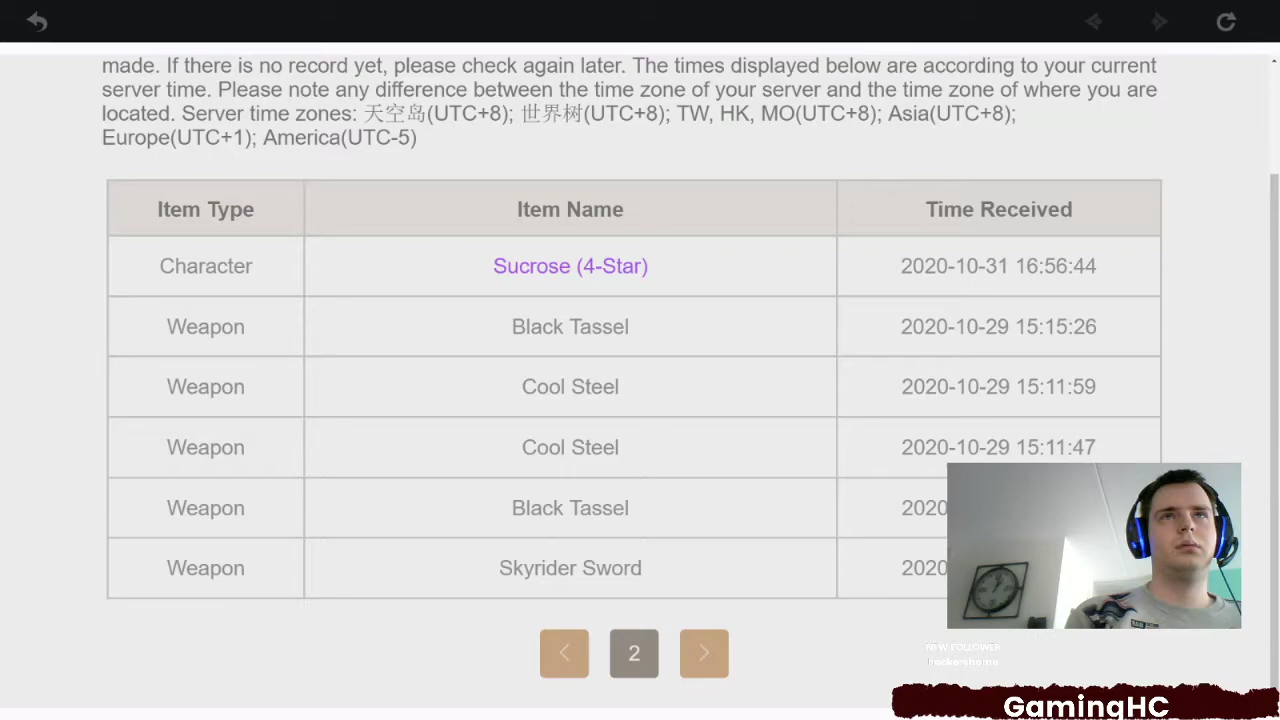 made. If there is no record yet, please check again later. The times displayed below are according to your current
server time. Please note any difference between the time zone of your server and the time zone of where you are
located. Server time zones: 天空岛(UTC+8); 世界树(UTC+8); TW, HK, MO(UTC+8); Asia(UTC+8);
Europe(UTC+1); America(UTC-5)
Item Type Item Name Time Received
Character Sucrose (4-Star) 2020-10-31 16:56:44
Weapon Black Tassel 2020-10-29 15:15:26
Weapon Cool Steel 2020-10-29 15:11:59
Weapon Cool Steel 2020-10-29 15:11:47
Weapon Black Tassel 2020
Weapon Skyrider Sword 2020
2
NEW FOLLOWER
GamingHC